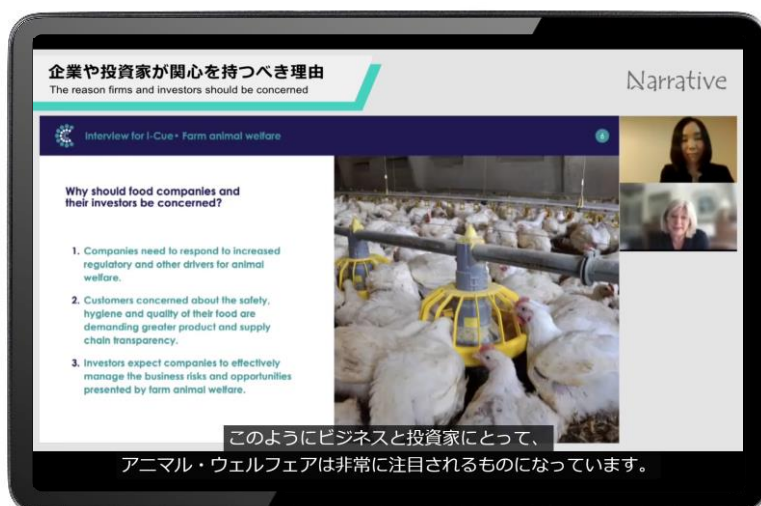 企業や投資家が関心を持つべき理由
The reason firms and investors should be concerned
Narrative
Interview for I-Cue• Farm animal welfare
6
Why should food companies and
their investors be concerned?
1. Companies need to respond to increased
regulatory and other drivers for animal
welfare.
2. Customers concerned about the safety,
hygiene and quality of their food are
demanding greater product and supply
chain transparency.
3. Investors expect companies to effectively
manage the business risks and opportunities
presented by farm animal welfare.
このようにビジネスと投資家にとって、
アニマル・ウェルフェアは非常に注目されるものになっています。